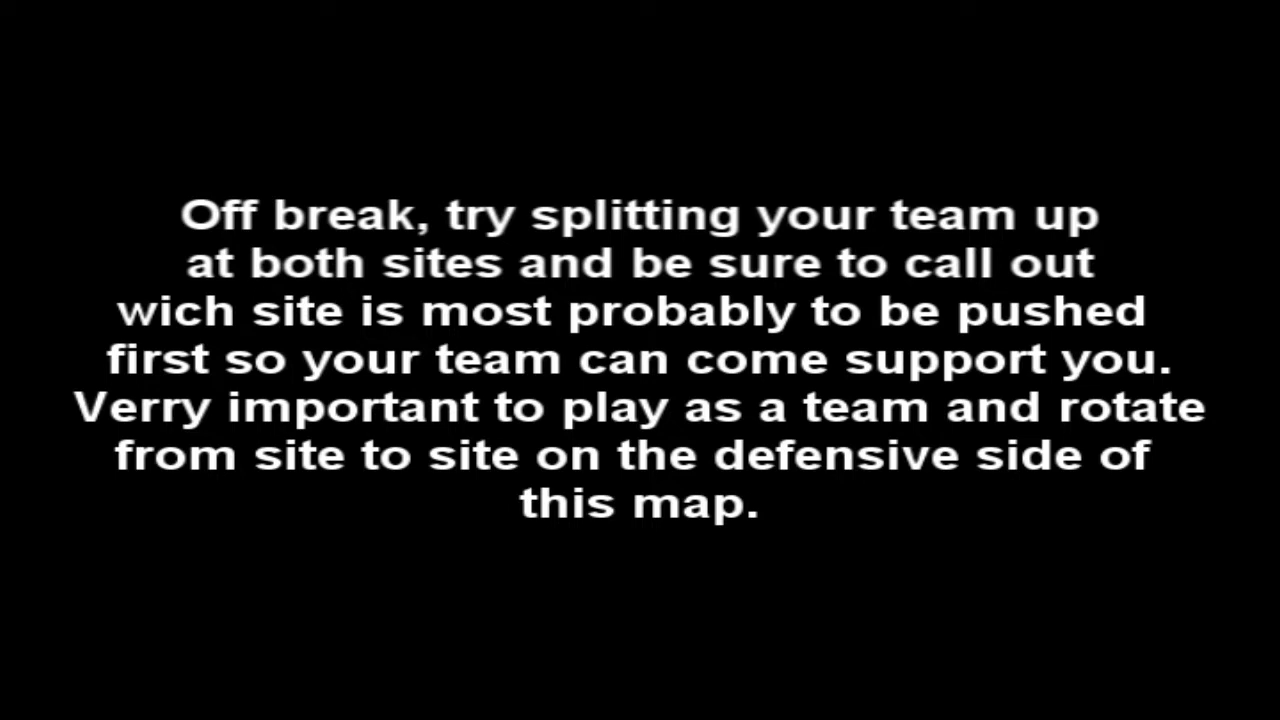 Off break, try splitting your team up
at both sites and be sure to call out
wich site is most probably to be pushed
first so your team can come support you.
Verry important to play as a team and rotate
from site to site on the defensive side of
this map.